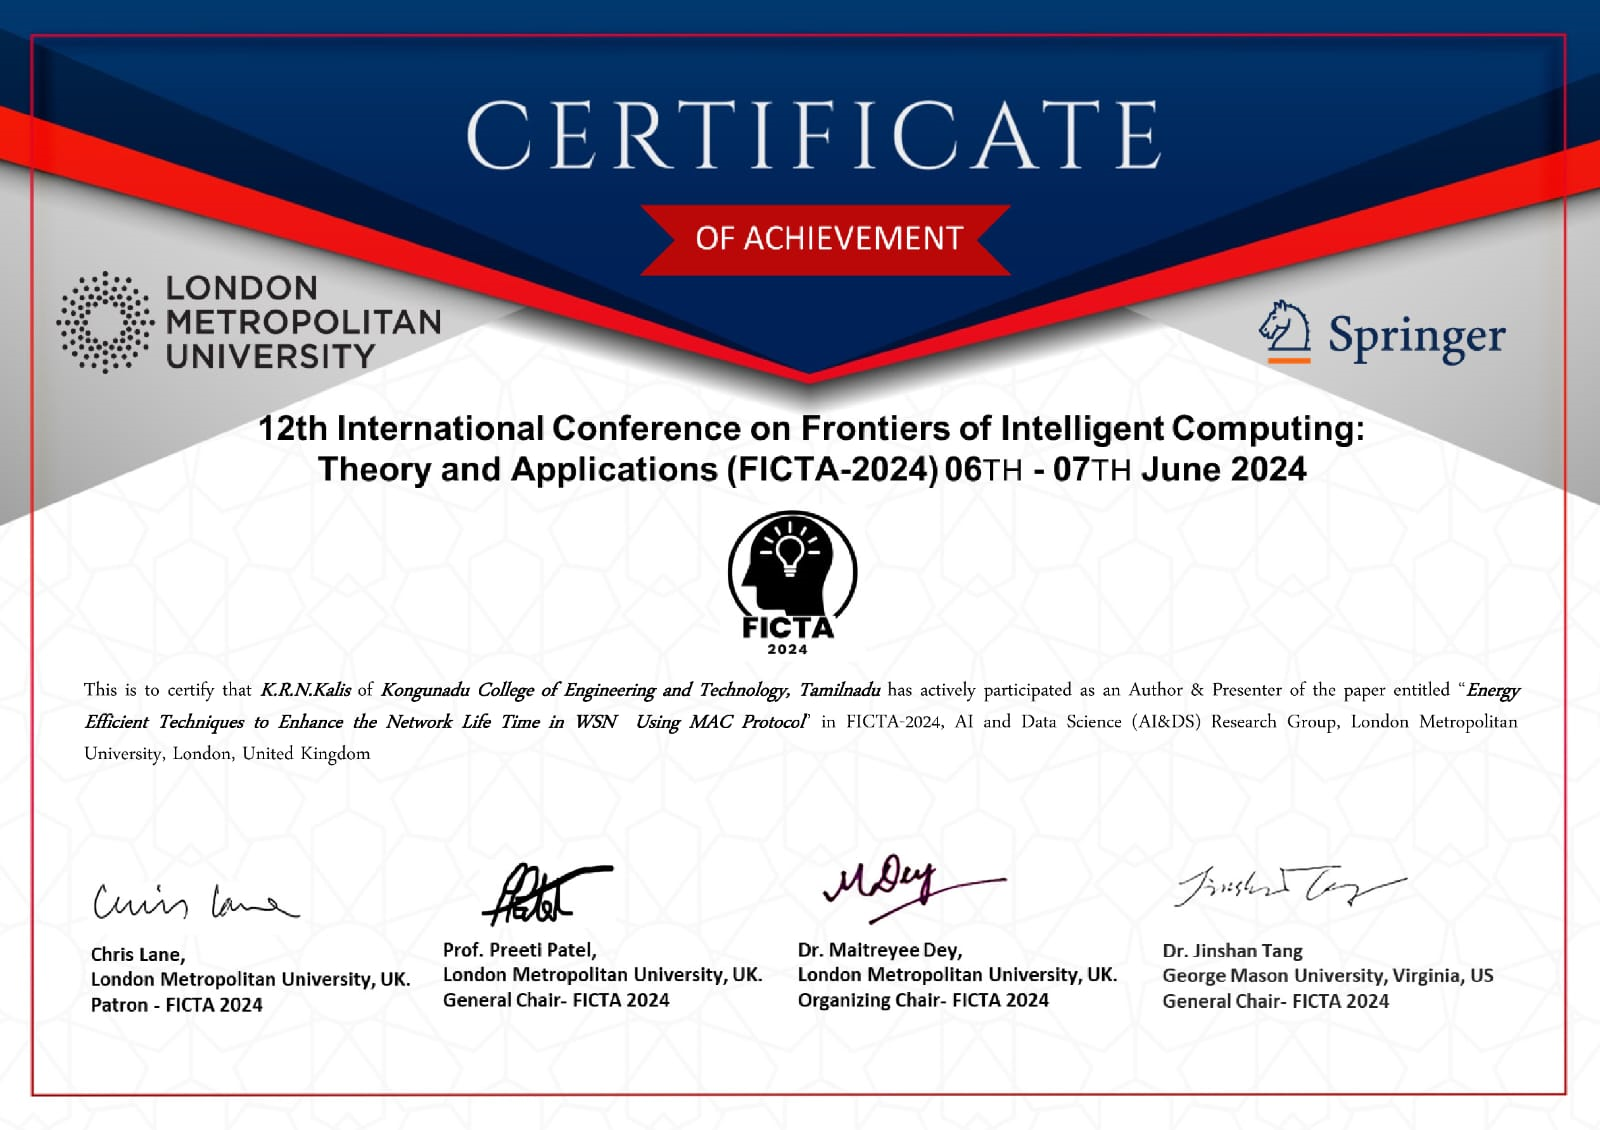 CERTIFICATE
OF ACHIEVEMENT
LONDON
METROPOLITAN
UNIVERSITY
Springer
12th International Conference on Frontiers of Intelligent Computing:
Theory and Applications (FICTA-2024) 06TH - 07TH June 2024
FICTA
2024
This is to certify that K.R.N.Kalis of Kongunadu College of Engineering and Technology, Tamilnadu has actively participated as an Author & Presenter of the paper entitled “Energy
Efficient Techniques to Enhance the Network Life Time in WSN Using MAC Protocol” in FICTA-2024, AI and Data Science (AI&DS) Research Group, London Metropolitan
University, London, United Kingdom
Chris Lane
M Dey
Jinshan Tang
Chris Lane,
London Metropolitan University, UK.
Patron - FICTA 2024
Prof. Preeti Patel,
London Metropolitan University, UK.
General Chair- FICTA 2024
Dr. Maitreyee Dey,
London Metropolitan University, UK.
Organizing Chair- FICTA 2024
Dr. Jinshan Tang
George Mason University, Virginia, US
General Chair- FICTA 2024